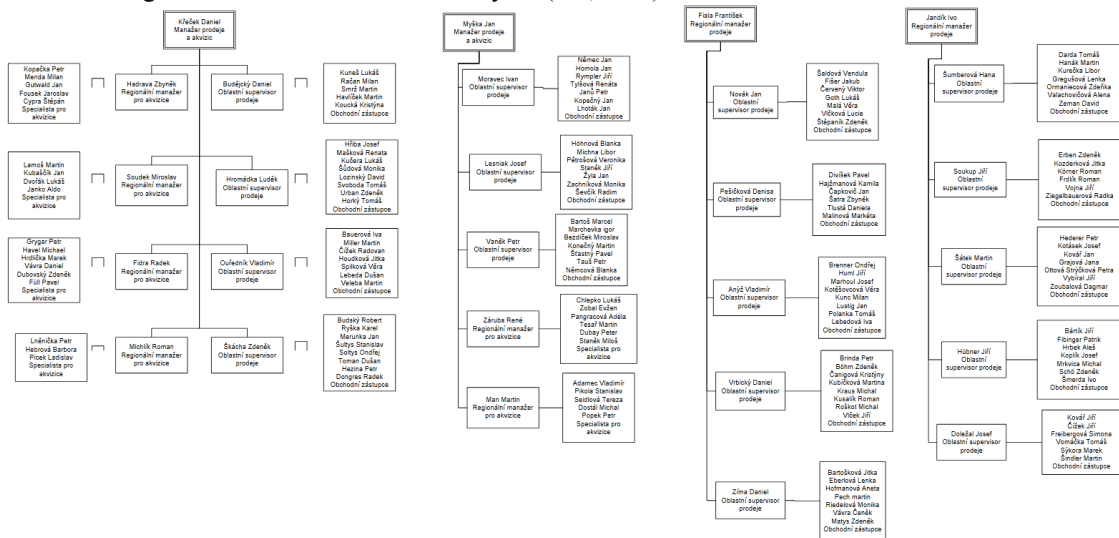 Křeček Daniel
Manažer prodeje
a akvizic
Kopačka Petr
Menda Milan
Gutwald Jan
Fousek Jaroslav
Cypra Štěpán
Specialista pro
akvizice
Hadrava Zbyněk
Regionální manažer
pro akvizice
Budějský Daniel
Oblastní supervisor
prodeje
Kuneš Lukáš
Račan Milan
Smrž Martin
Havlíček Martin
Koucká Kristýna
Obchodní zástupce
Lamoš Martin
Kubaščík Jan
Dvořák Lukáš
Janko Aldo
Specialista pro
akvizice
Soudek Miroslav
Regionální manažer
pro akvizice
Hromádka Luděk
Oblastní supervisor
prodeje
Hřiba Josef
Mašková Renata
Kučera Lukáš
Šůdová Monika
Lozinský David
Svoboda Tomáš
Urban Zdeněk
Horký Tomáš
Obchodní zástupce
Grygar Petr
Havel Michael
Hrdlička Marek
Vávra Daniel
Dubovský Zdeněk
Füll Pavel
Specialista pro
akvizice
Fidra Radek
Regionální manažer
pro akvizice
Ouředník Vladimír
Oblastní supervisor
prodeje
Bauerová Iva
Miller Martin
Čížek Radovan
Houdková Jitka
Spilková Věra
Lebeda Dušan
Veleba Martin
Obchodní zástupce
Lněnička Petr
Hebrová Barbora
Picek Ladislav
Specialista pro
akvizice
Michlík Roman
Regionální manažer
pro akvizice
Škácha Zdeněk
Oblastní supervisor
prodeje
Budský Robert
Ryška Karel
Merunka Jan
Šultys Stanislav
Soltys Ondřej
Toman Dušan
Hezina Petr
Dongres Radek
Obchodní zástupce
Myška Jan
Manažer prodeje
a akvizic
Moravec Ivan
Oblastní supervisor
prodeje
Němec Jan
Homola Jan
Rympler Jiří
Tylšová Renáta
Janů Petr
Kopečný Jan
Lhoták Jan
Obchodní zástupce
Lesniak Josef
Oblastní supervisor
prodeje
Höhnová Blanka
Michna Libor
Pétrošová Veronika
Staněk Jiří
Žyla Jan
Zachníková Monika
Ševčík Radim
Obchodní zástupce
Vaněk Petr
Oblastní supervisor
prodeje
Bartoš Marcel
Marchevka Igor
Bezdíček Miroslav
Konečný Martin
Šťastný Pavel
Tauš Petr
Němcová Blanka
Obchodní zástupce
Záruba René
Regionální manažer
pro akvizice
Chlepko Lukáš
Zobal Evžen
Pangracová Adéla
Tesař Martin
Dubay Peter
Staněk Miloš
Specialista pro
akvizice
Man Martin
Regionální manažer
pro akvizice
Adamec Vladimír
Pikola Stanislav
Seidlová Tereza
Dostál Michal
Popek Petr
Specialista pro
akvizice
Fiala František
Regionální manažer
prodeje
Novák Jan
Oblastní supervisor
prodeje
Šaldová Vendula
Fišer Jakub
Červený Viktor
Goth Lukáš
Malá Věra
Vlčková Lucie
Štěpaník Zdeněk
Obchodní zástupce
Pešičková Denisa
Oblastní supervisor
prodeje
Divišek Pavel
Hajžmanová Kamila
Čapkovič Jan
Šatra Zbyněk
Tlustá Daniela
Malinová Markéta
Obchodní zástupce
Anýž Vladimír
Oblastní supervisor
prodeje
Brenner Ondřej
Huml Jiří
Marhoul Josef
Kotěšovcová Věra
Kunc Milan
Lustig Jan
Polanka Tomáš
Lebedová Iva
Obchodní zástupce
Vrbický Daniel
Oblastní supervisor
prodeje
Brinda Petr
Böhm Zdeněk
Čanigová Kristýny
Kubíčková Martina
Kraus Michal
Kusalík Roman
Roškot Michal
Vlček Jiří
Obchodní zástupce
Zíma Daniel
Oblastní supervisor
prodeje
Bartošková Jitka
Eberlová Lenka
Hofmanová Aneta
Pech martin
Riedelová Monika
Vávra Čeněk
Matys Zdeněk
Obchodní zástupce
Jandík Ivo
Regionální manažer
prodeje
Šumberová Hana
Oblastní supervisor
prodeje
Darda Tomáš
Hanák Martin
Kurečka Libor
Gregušová Lenka
Ormaniecová Zdeňka
Valachovičová Alena
Zeman David
Obchodní zástupce
Soukup Jiří
Oblastní supervisor
prodeje
Erben Zdeněk
Kozderková Jitka
Körner Roman
Frdlík Roman
Vojna Jiří
Ziegelbauerová Radka
Obchodní zástupce
Šátek Martin
Oblastní supervisor
prodeje
Hederer Petr
Kotásek Josef
Kovář Jan
Grajová Jana
Ottová Strýčková Petra
Vybíral Jiří
Zoubalová Dagmar
Obchodní zástupce
Hübner Jiří
Oblastní supervisor
prodeje
Bártík Jiří
Fibinger Patrik
Hrbek Aleš
Koplík Josef
Mrkvica Michal
Schö Zdeněk
Šmerda Ivo
Obchodní zástupce
Doležal Josef
Oblastní supervisor
prodeje
Kovář Jiří
Čížek Jiří
Freibergová Simona
Vomáčka Tomáš
Sýkora Marek
Šindler Martin
Obchodní zástupce